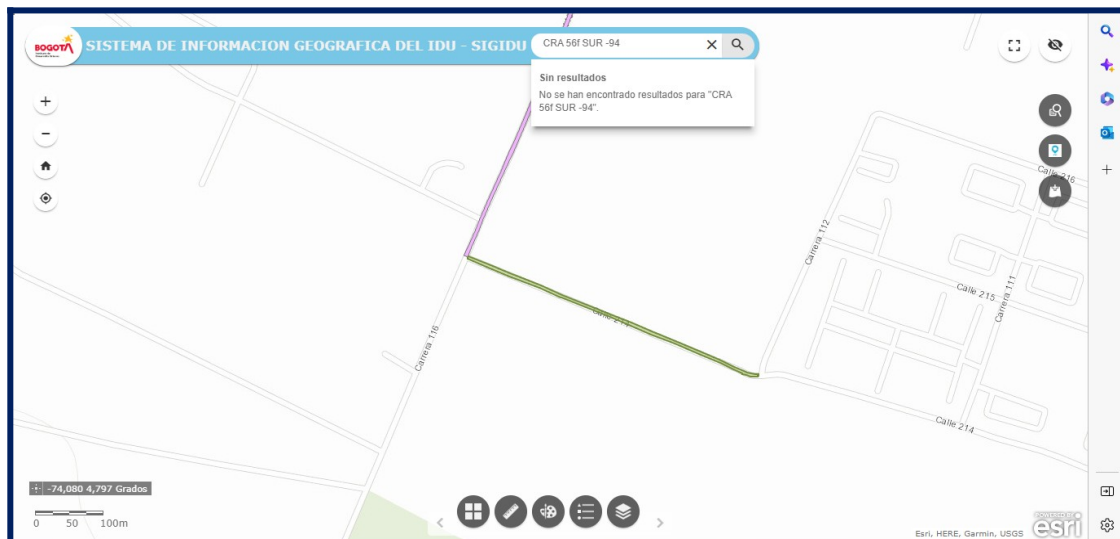 BOGOTÁ
SISTEMA DE INFORMACION GEOGRAFICA DEL IDU - SIGIDU
CRA 56f SUR -94
Sin resultados
No se han encontrado resultados para "CRA
56f SUR -94".
Calle 216
Carrera 112
Calle 215
Carrera 111
Calle 214
Carrera 116
Calle 214
-74,080 4,797 Grados
0 50 100m
Esri, HERE, Garmin, USGS
POWERED BY
esri